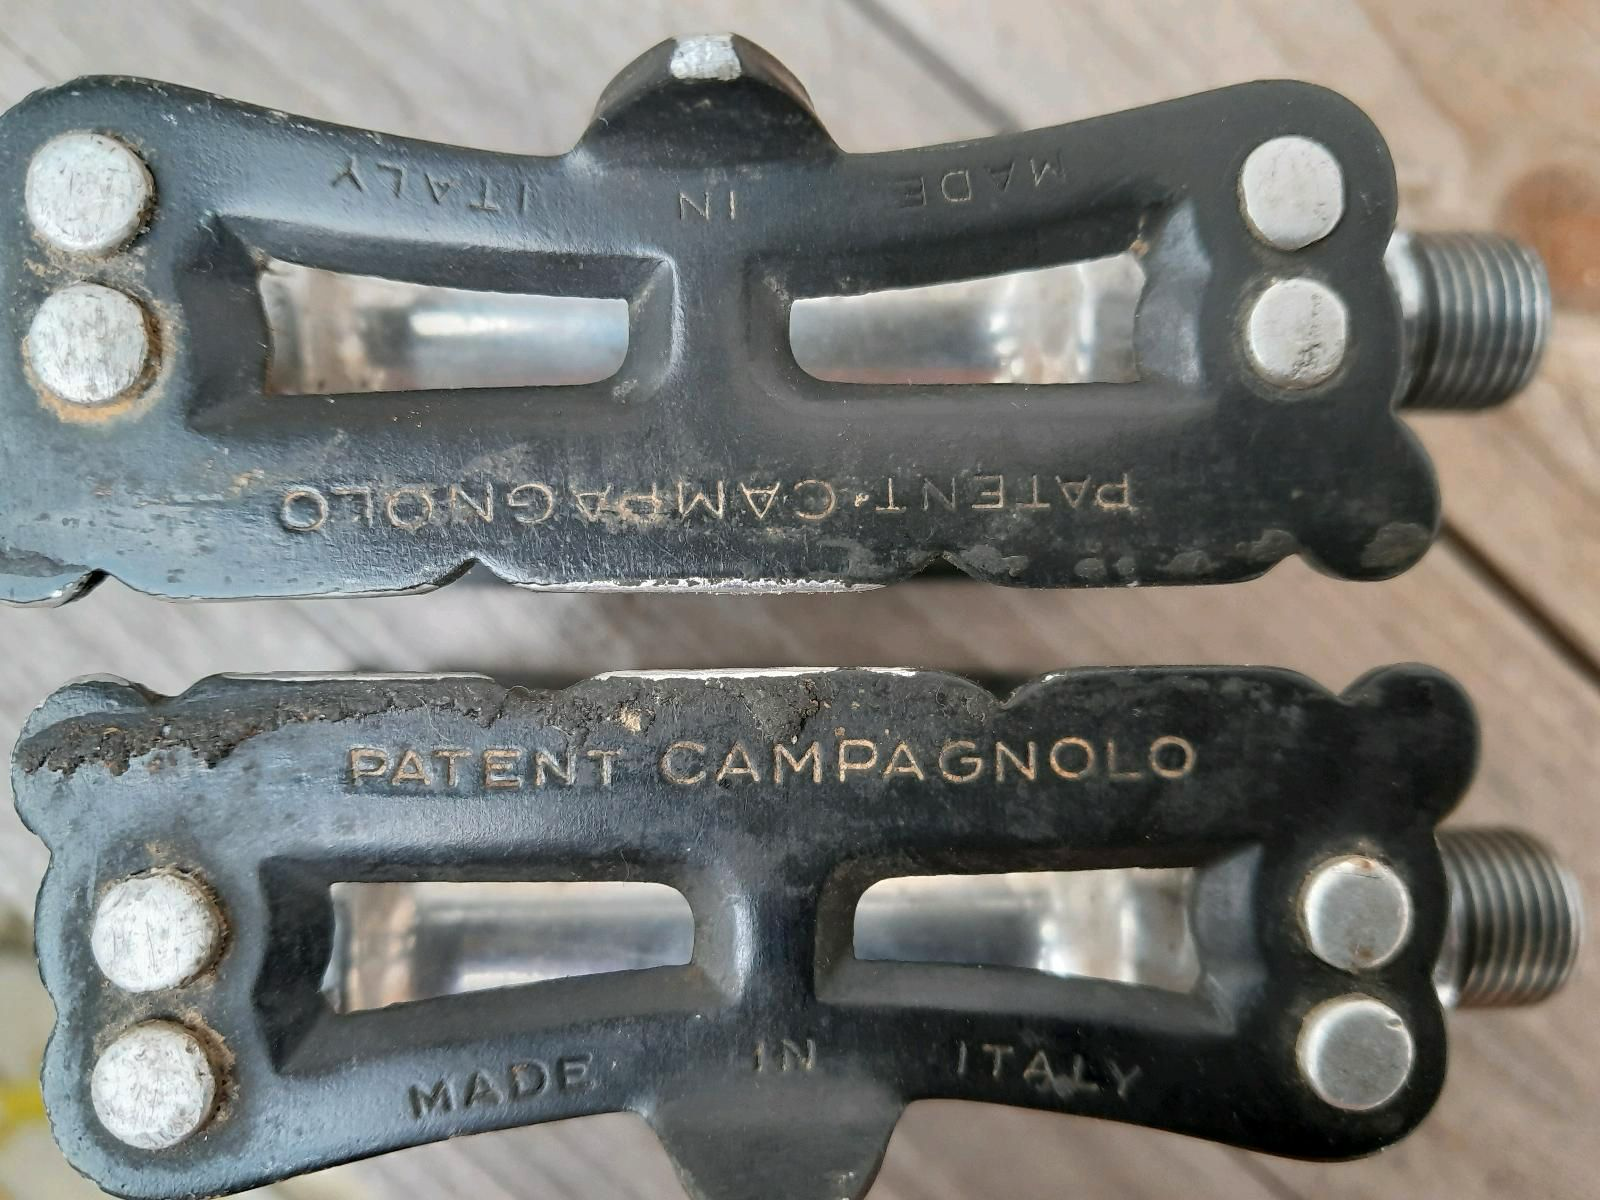 MADE IN ITALY
PATENT·CAMPAGNOLO
PATENT CAMPAGNOLO
MADE IN ITALY